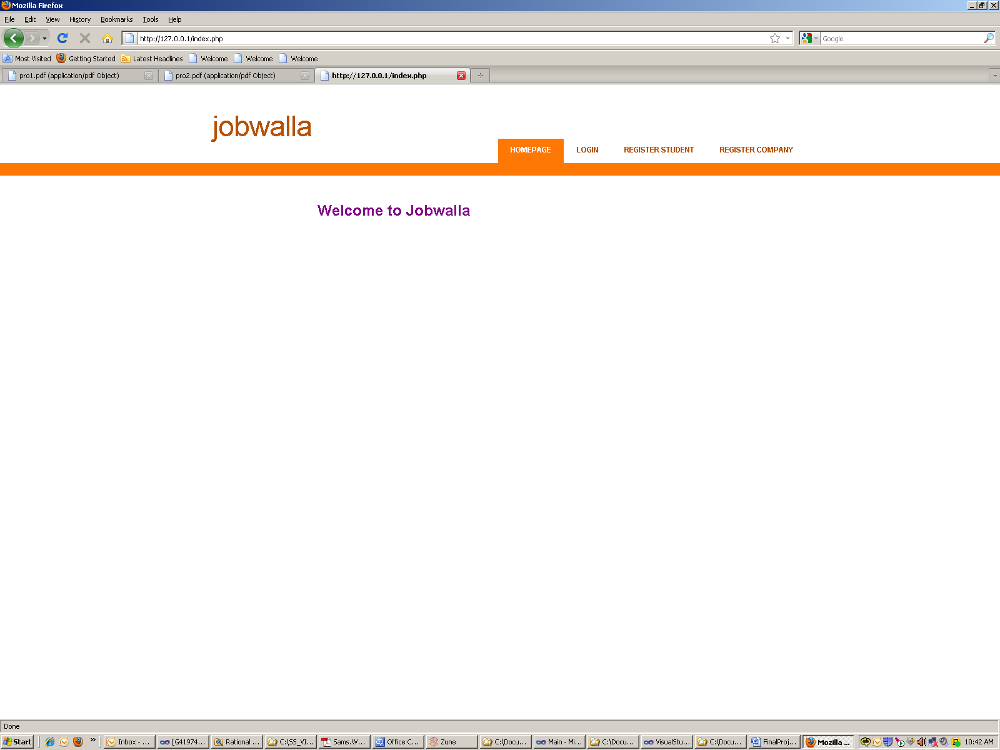 Mozilla Firefox
File Edit View History Bookmarks Tools Help
http://127.0.0.1/index.php Google
Most Visited Getting Started Latest Headlines Welcome Welcome Welcome
pro1.pdf (application/pdf Object) pro2.pdf (application/pdf Object) http://127.0.0.1/index.php
jobwalla
HOMEPAGE LOGIN REGISTER STUDENT REGISTER COMPANY
Welcome to Jobwalla
Done
Start » Inbox - ... [G41974... Rational ... C:\SS_VI... Sams.W... Office C... Zune C:\Docu... Main - Mi... C:\Docu... VisualStu... C:\Docu... FinalProj... Mozilla ... 10:42 AM